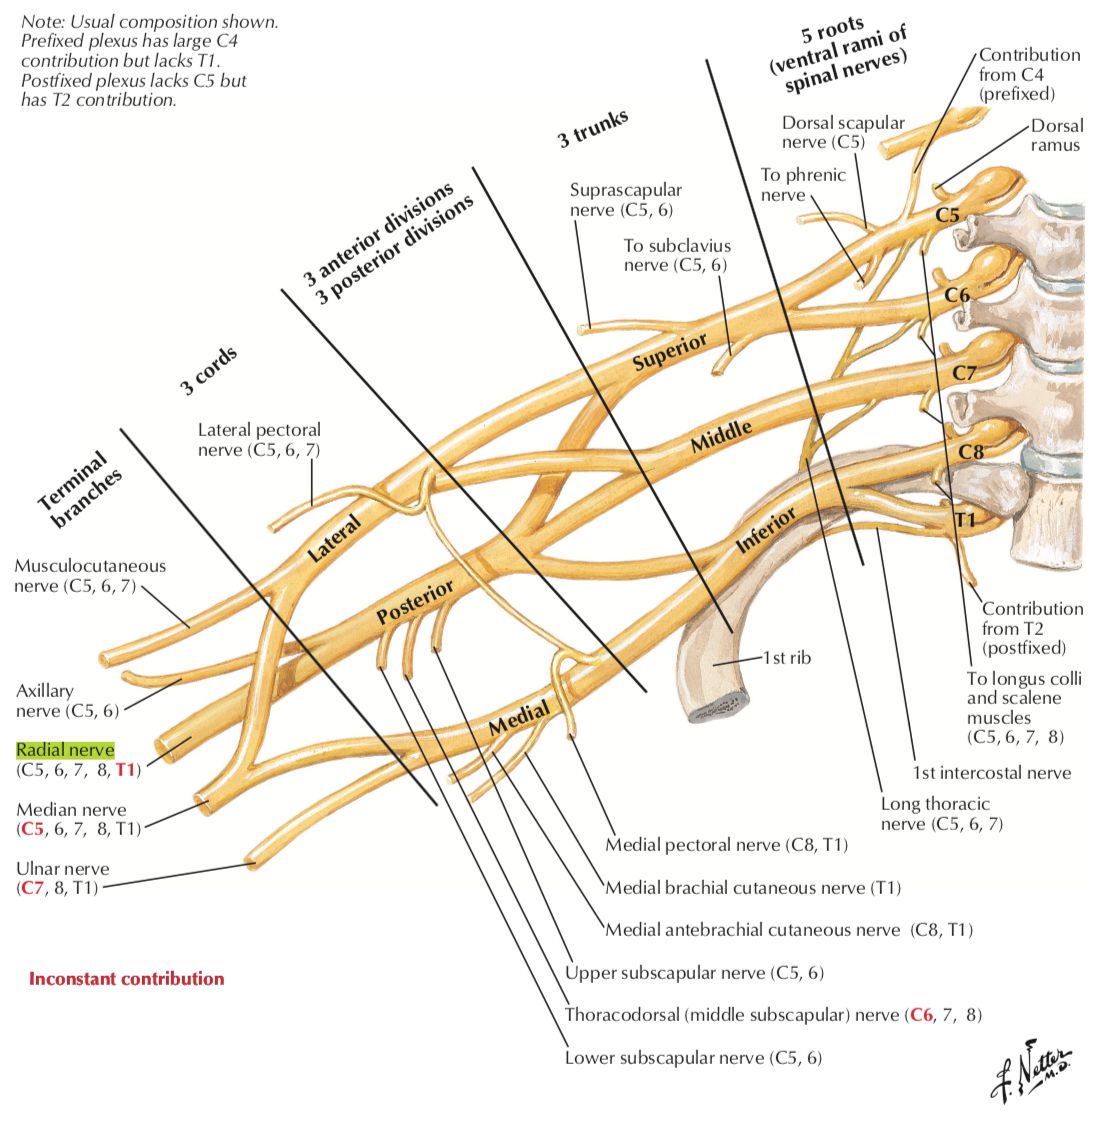 Note: Usual composition shown.
Prefixed plexus has large C4
contribution but lacks T1.
Postfixed plexus lacks C5 but
has T2 contribution.
5 roots
(ventral rami of
spinal nerves)
Contribution
from C4
(prefixed)
Dorsal
ramus
3 trunks
Dorsal scapular
nerve (C5)
To phrenic
nerve
Suprascapular
nerve (C5, 6)
To subclavius
nerve (C5, 6)
3 anterior divisions
3 posterior divisions
3 cords
Lateral pectoral
nerve (C5, 6, 7)
Terminal
branches
C5
C6
C7
C8
T1
Superior
Middle
Inferior
Lateral
Posterior
Medial
Musculocutaneous
nerve (C5, 6, 7)
Axillary
nerve (C5, 6)
Radial nerve
(C5, 6, 7, 8, T1)
Median nerve
(C5, 6, 7, 8, T1)
Ulnar nerve
(C7, 8, T1)
1st rib
Contribution
from T2
(postfixed)
To longus colli
and scalene
muscles
(C5, 6, 7, 8)
1st intercostal nerve
Long thoracic
nerve (C5, 6, 7)
Medial pectoral nerve (C8, T1)
Medial brachial cutaneous nerve (T1)
Medial antebrachial cutaneous nerve (C8, T1)
Upper subscapular nerve (C5, 6)
Thoracodorsal (middle subscapular) nerve (C6, 7, 8)
Lower subscapular nerve (C5, 6)
Inconstant contribution
F. Netter
M.D.